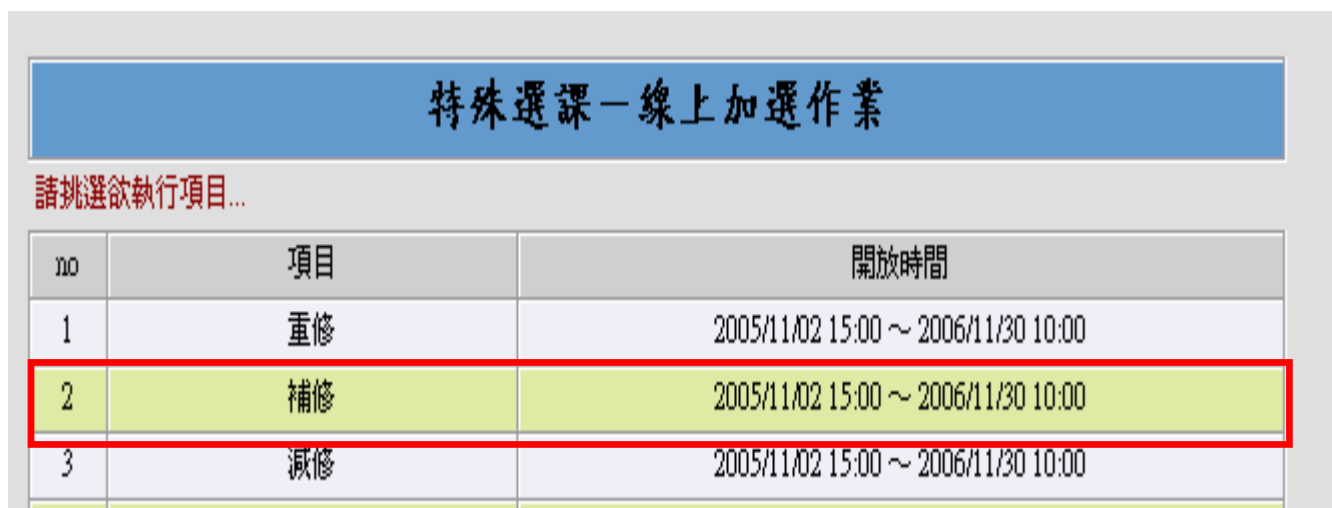 特殊選課－線上加選作業
請挑選欲執行項目...
no 項目 開放時間
1 重修 2005/11/02 15:00 ～ 2006/11/30 10:00
2 補修 2005/11/02 15:00 ～ 2006/11/30 10:00
3 減修 2005/11/02 15:00 ～ 2006/11/30 10:00